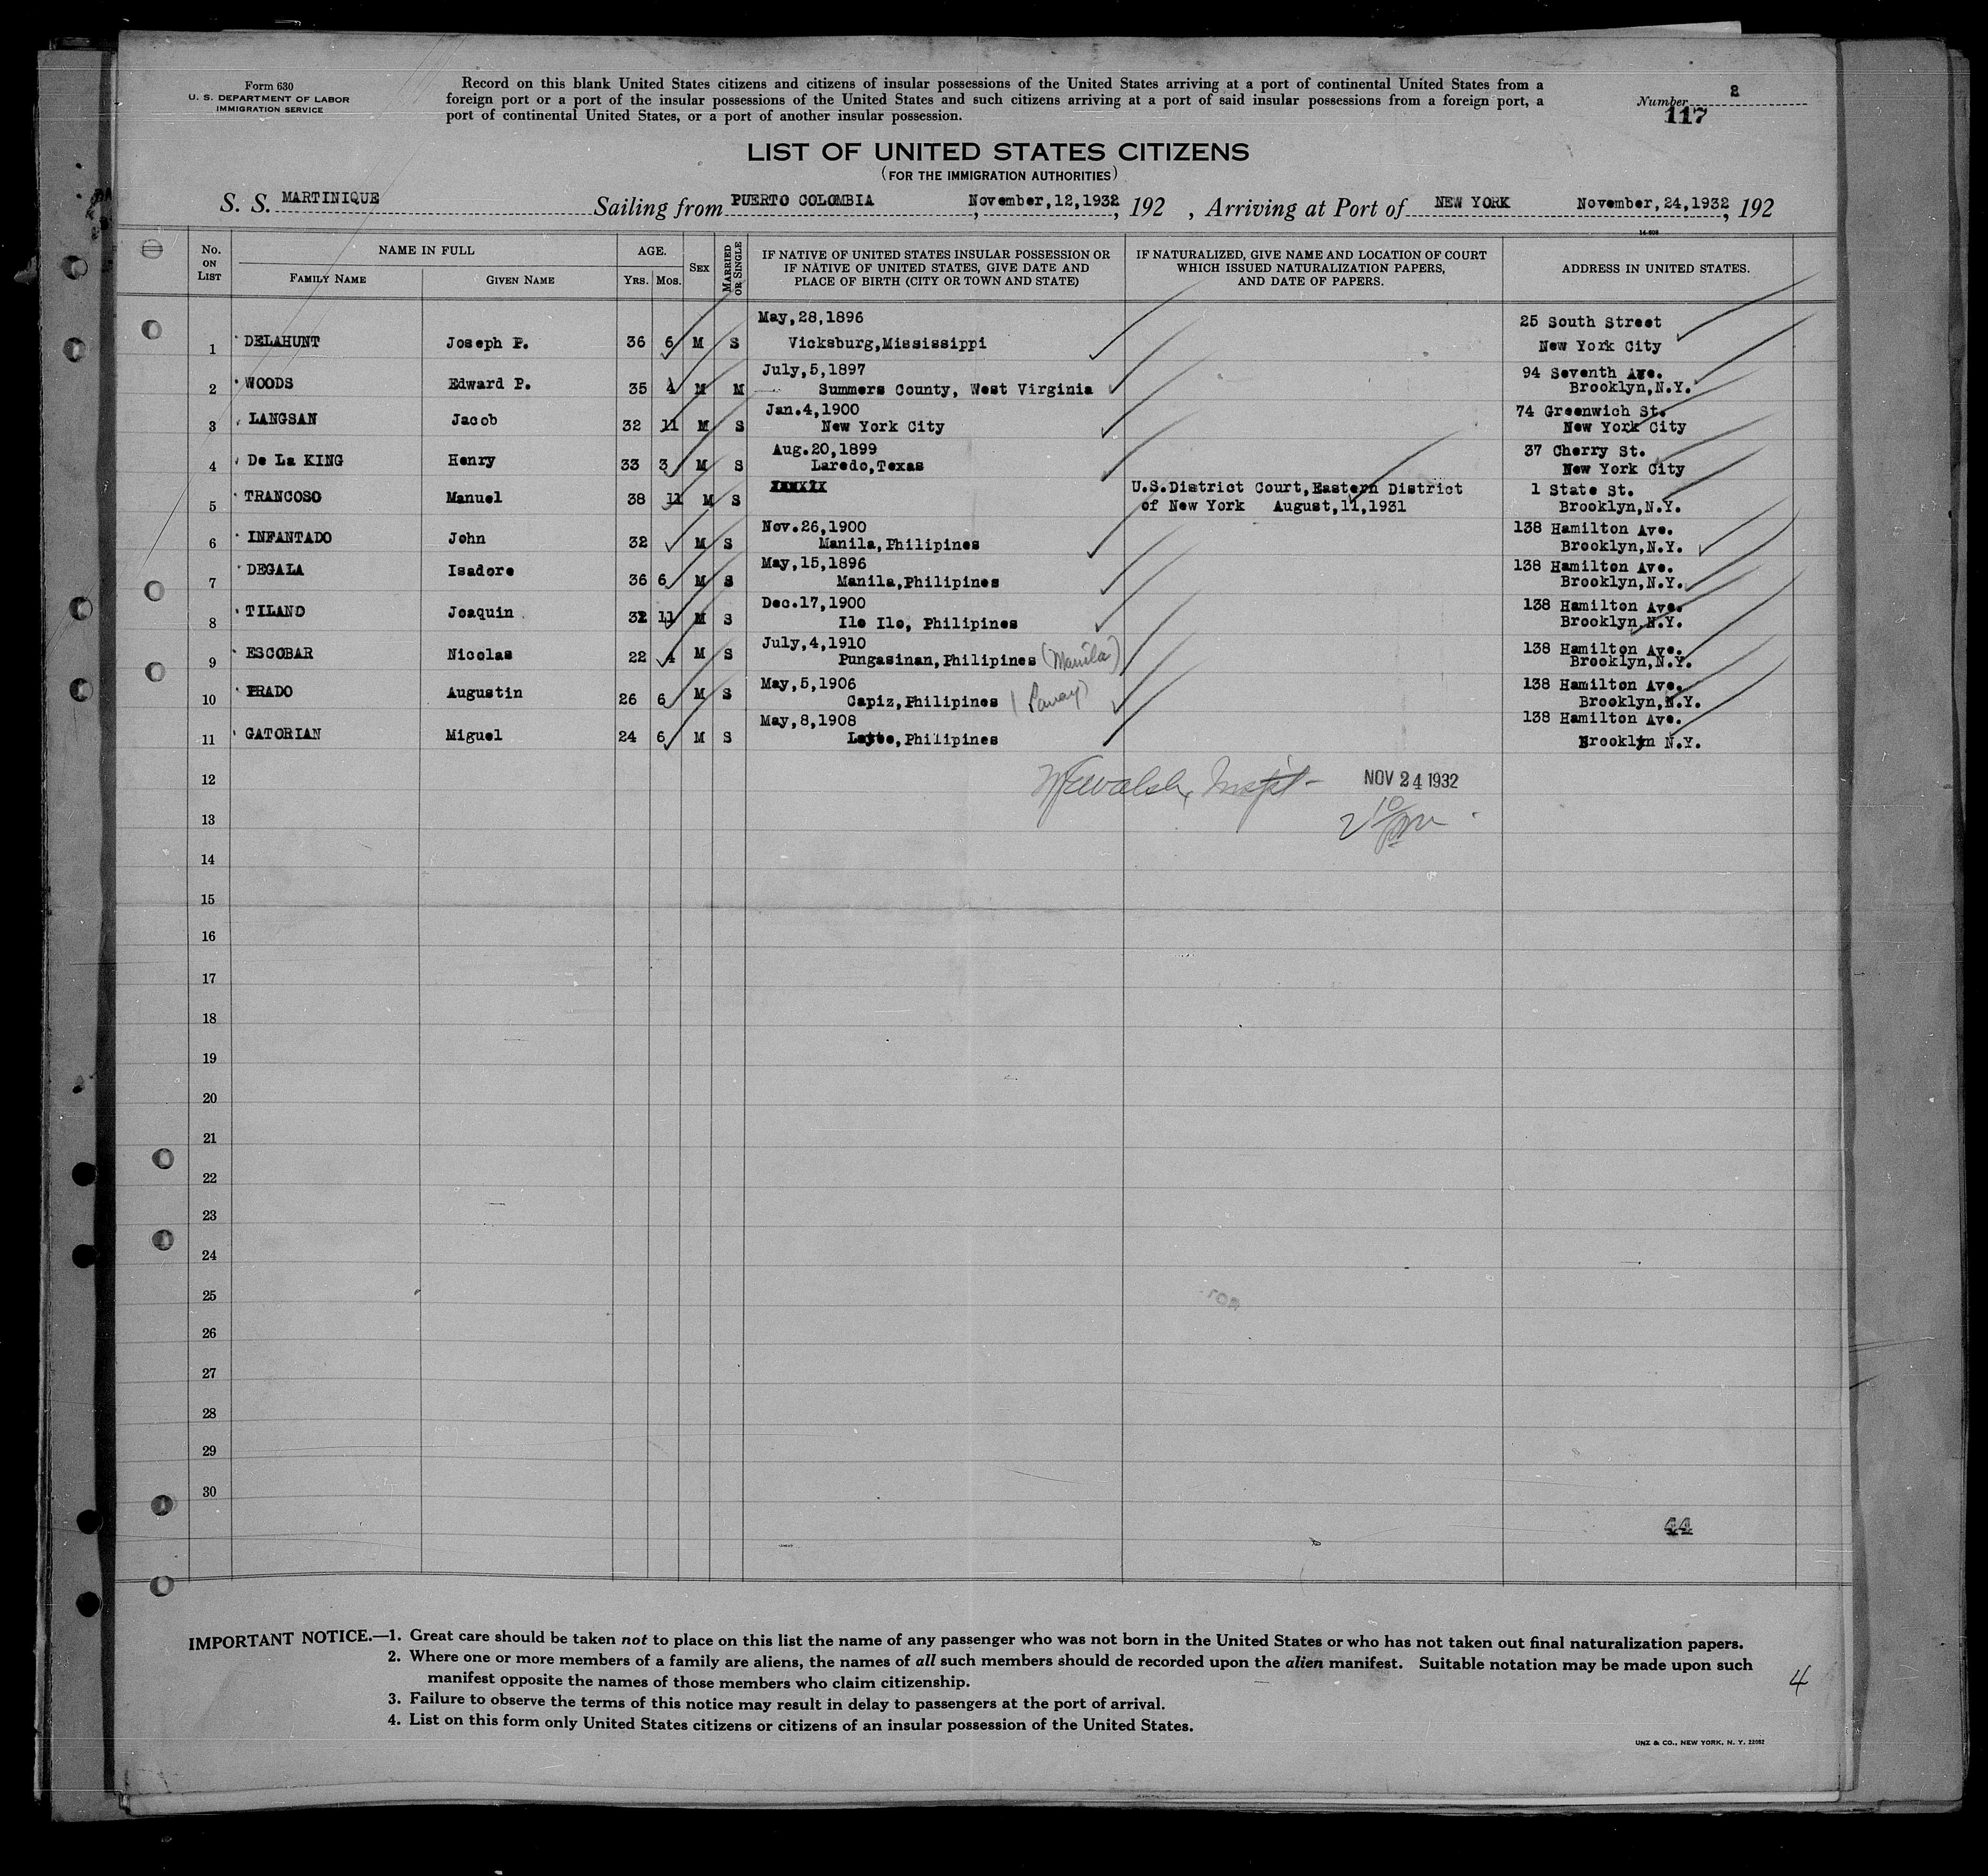 Form 630
U. S. DEPARTMENT OF LABOR
IMMIGRATION SERVICE
Record on this blank United States citizens and citizens of insular possessions of the United States arriving at a port of continental United States from a
foreign port or a port of the insular possessions of the United States and such citizens arriving at a port of said insular possessions from a foreign port, a
port of continental United States, or a port of another insular possession.
Number 2
117
LIST OF UNITED STATES CITIZENS
(FOR THE IMMIGRATION AUTHORITIES)
S. S. MARTINIQUE Sailing from PUERTO COLOMBIA, November,12,1932, 192 , Arriving at Port of NEW YORK November,24,1932, 192
14-608
No. ON LIST
NAME IN FULL
FAMILY NAME
GIVEN NAME
AGE.
YRS. MOS.
SEX
MARRIED OR SINGLE
IF NATIVE OF UNITED STATES INSULAR POSSESSION OR
IF NATIVE OF UNITED STATES, GIVE DATE AND
PLACE OF BIRTH (CITY OR TOWN AND STATE)
IF NATURALIZED, GIVE NAME AND LOCATION OF COURT
WHICH ISSUED NATURALIZATION PAPERS,
AND DATE OF PAPERS.
ADDRESS IN UNITED STATES.
May,28,1896 25 South Street
1 DELAHUNT Joseph P. 36 6 M S Vicksburg,Mississippi New York City
July,5,1897 94 Seventh Ave.
2 WOODS Edward P. 35 4 M M Summers County, West Virginia Brooklyn,N.Y.
Jan.4,1900 74 Greenwich St.
3 LANGSAN Jacob 32 11 M S New York City New York City
Aug.20,1899 37 Cherry St.
4 De La KING Henry 33 3 M S Laredo,Texas New York City
U.S.District Court,Eastern District 1 State St.
5 TRANCOSO Manuel 38 11 M S of New York August,11,1931 Brooklyn,N.Y.
Nov.26,1900 138 Hamilton Ave.
6 INFANTADO John 32 M S Manila,Philipines Brooklyn,N.Y.
May,15,1896 138 Hamilton Ave.
7 DEGALA Isadore 36 6 M S Manila,Philipines Brooklyn,N.Y.
Dec.17,1900 138 Hamilton Ave.
8 TILANO Joaquin 32 11 M S Ilo Ilo, Philipines Brooklyn,N.Y.
July,4,1910 138 Hamilton Ave.
9 ESCOBAR Nicolas 22 4 M S Pungasinan,Philipines (Manila) Brooklyn,N.Y.
May,5,1906 138 Hamilton Ave.
10 PRADO Augustin 26 6 M S Capiz,Philipines (Panay) Brooklyn,N.Y.
May,8,1908 138 Hamilton Ave.
11 GATORIAN Miguel 24 6 M S Layte,Philipines Brooklyn N.Y.
12 NOV 24 1932
13
14
15
16
17
18
19
20
21
22
23
24
25
26
27
28
29
30
44
IMPORTANT NOTICE.—1. Great care should be taken not to place on this list the name of any passenger who was not born in the United States or who has not taken out final naturalization papers.
2. Where one or more members of a family are aliens, the names of all such members should de recorded upon the alien manifest. Suitable notation may be made upon such
manifest opposite the names of those members who claim citizenship.
3. Failure to observe the terms of this notice may result in delay to passengers at the port of arrival.
4. List on this form only United States citizens or citizens of an insular possession of the United States.
4
UNZ & CO., NEW YORK, N. Y. 22082